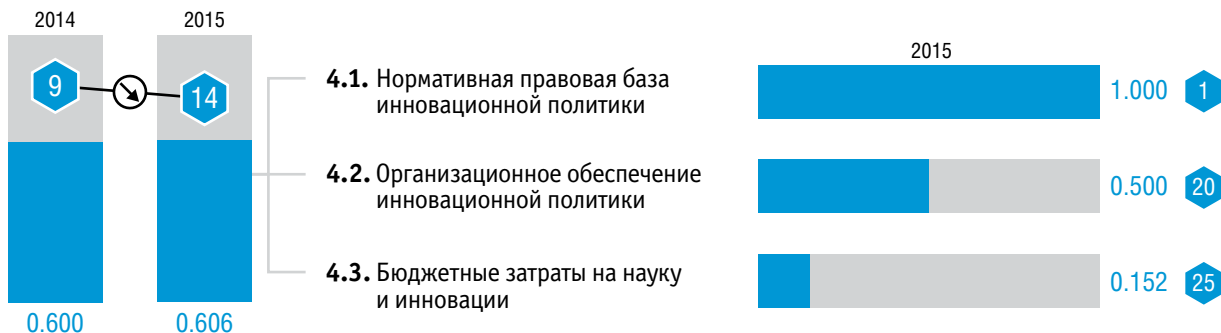 2014
2015
9
14
0.600
0.606
4.1. Нормативная правовая база
инновационной политики
4.2. Организационное обеспечение
инновационной политики
4.3. Бюджетные затраты на науку
и инновации
2015
1.000 1
0.500 20
0.152 25